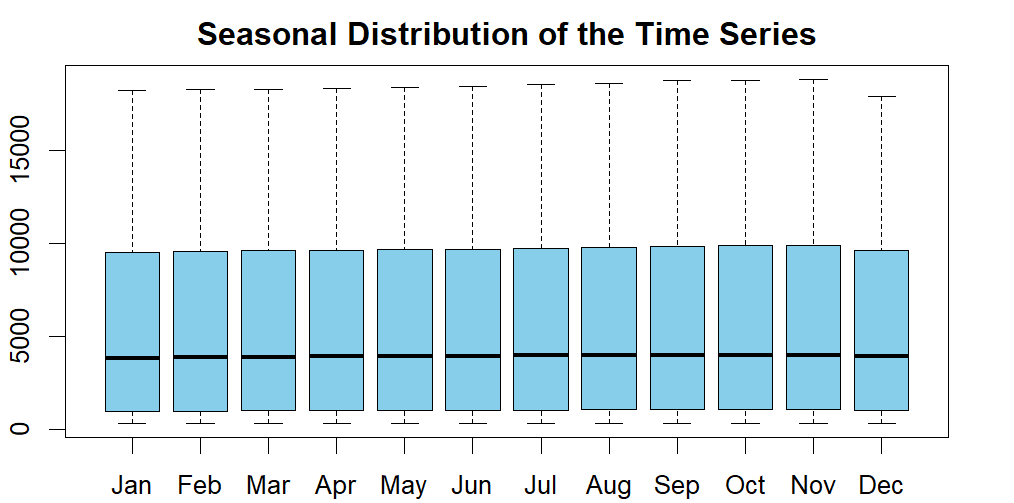 Seasonal Distribution of the Time Series
15000
10000
5000
0
Jan Feb Mar Apr May Jun Jul Aug Sep Oct Nov Dec